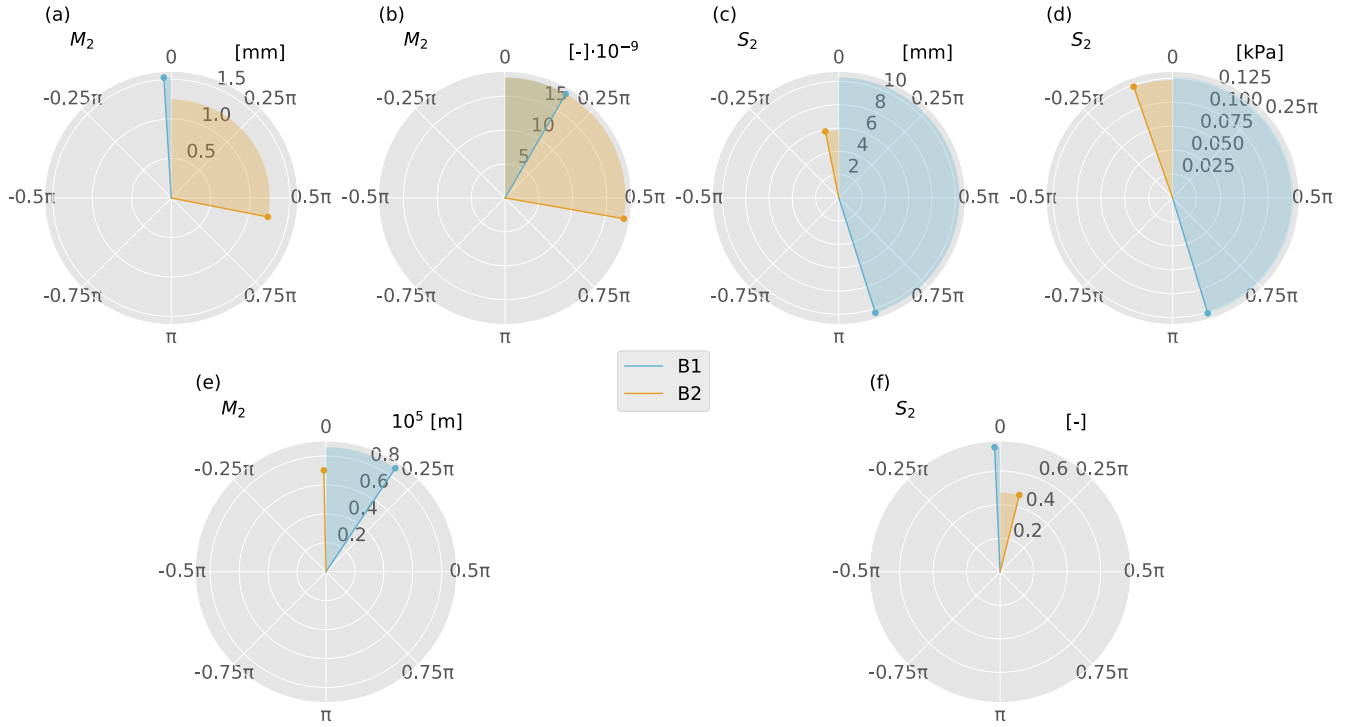 (a)
M₂
[mm]
0
0.25π
0.5π
0.75π
π
-0.75π
-0.5π
-0.25π
0.5
1.0
1.5
(b)
M₂
[-]·10⁻⁹
0
0.25π
0.5π
0.75π
π
-0.75π
-0.5π
-0.25π
5
10
15
(c)
S₂
[mm]
0
0.25π
0.5π
0.75π
π
-0.75π
-0.5π
-0.25π
2
4
6
8
10
(d)
S₂
[kPa]
0
0.25π
0.5π
0.75π
π
-0.75π
-0.5π
-0.25π
0.025
0.050
0.075
0.100
0.125
B1
B2
(e)
M₂
10⁵ [m]
0
0.25π
0.5π
0.75π
π
-0.75π
-0.5π
-0.25π
0.2
0.4
0.6
0.8
(f)
S₂
[-]
0
0.25π
0.5π
0.75π
π
-0.75π
-0.5π
-0.25π
0.2
0.4
0.6